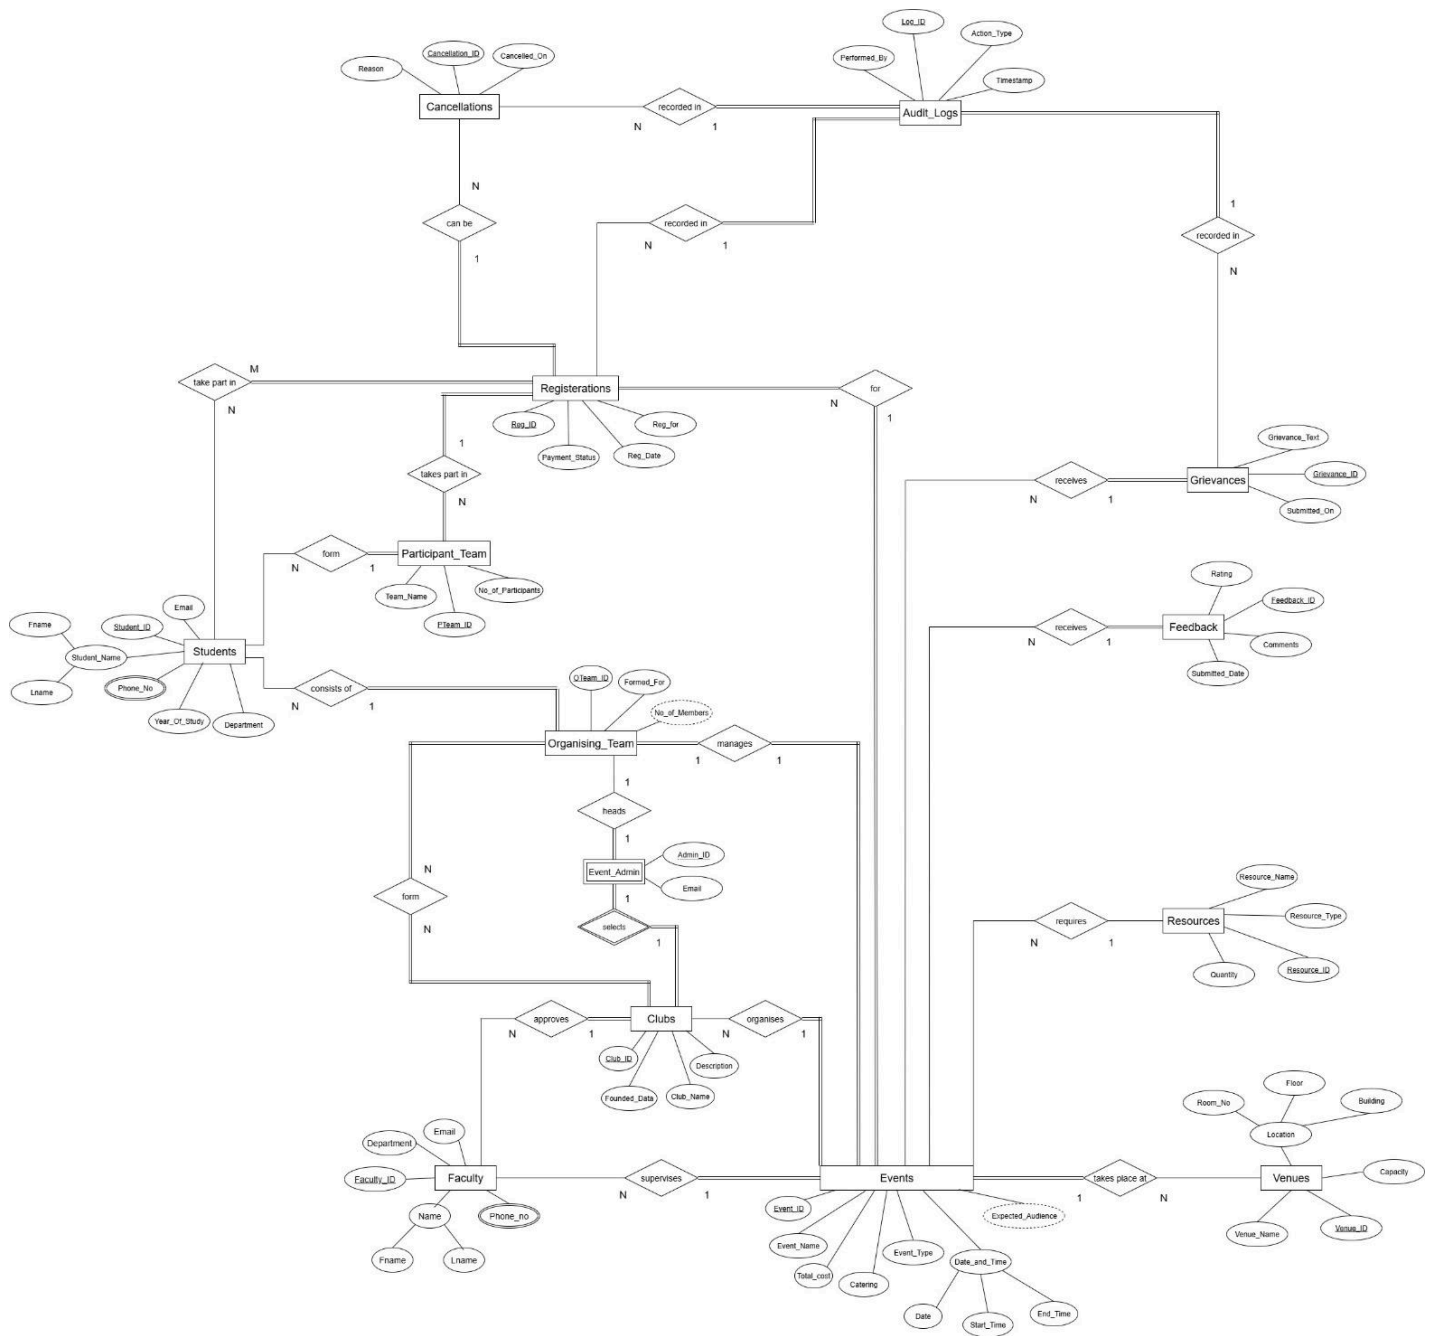 Log_ID
Action_Type
Performed_By
Timestamp
Audit_Logs
Cancellation_ID
Cancelled_On
Reason
Cancellations
recorded in
N
1
N
can be
1
recorded in
N
1
1
recorded in
N
take part in
M
N
Registerations
Reg_ID
Payment_Status
Reg_Date
Reg_for
for
N
1
1
takes part in
N
Grievance_Text
Grievance_ID
Submitted_On
Grievances
receives
N
1
form
N
1
Participant_Team
Team_Name
PTeam_ID
No_of_Participants
Rating
Feedback_ID
Comments
Submitted_Date
Feedback
receives
N
1
Email
Student_ID
Fname
Student_Name
Lname
Students
Phone_No
Year_Of_Study
Department
consists of
N
1
OTeam_ID
Formed_For
No_of_Members
Organising_Team
manages
1
1
1
heads
1
Event_Admin
Admin_ID
Email
1
selects
1
N
form
N
Resource_Name
Resource_Type
Resource_ID
Quantity
Resources
requires
N
1
approves
N
1
Clubs
Club_ID
Founded_Data
Club_Name
Description
organises
N
1
Floor
Room_No
Building
Location
Capacity
Venues
Venue_Name
Venue_ID
takes place at
1
N
Email
Department
Faculty_ID
Faculty
Name
Phone_no
Fname
Lname
supervises
N
1
Events
Event_ID
Event_Name
Total_cost
Catering
Event_Type
Expected_Audience
Date_and_Time
Date
Start_Time
End_Time